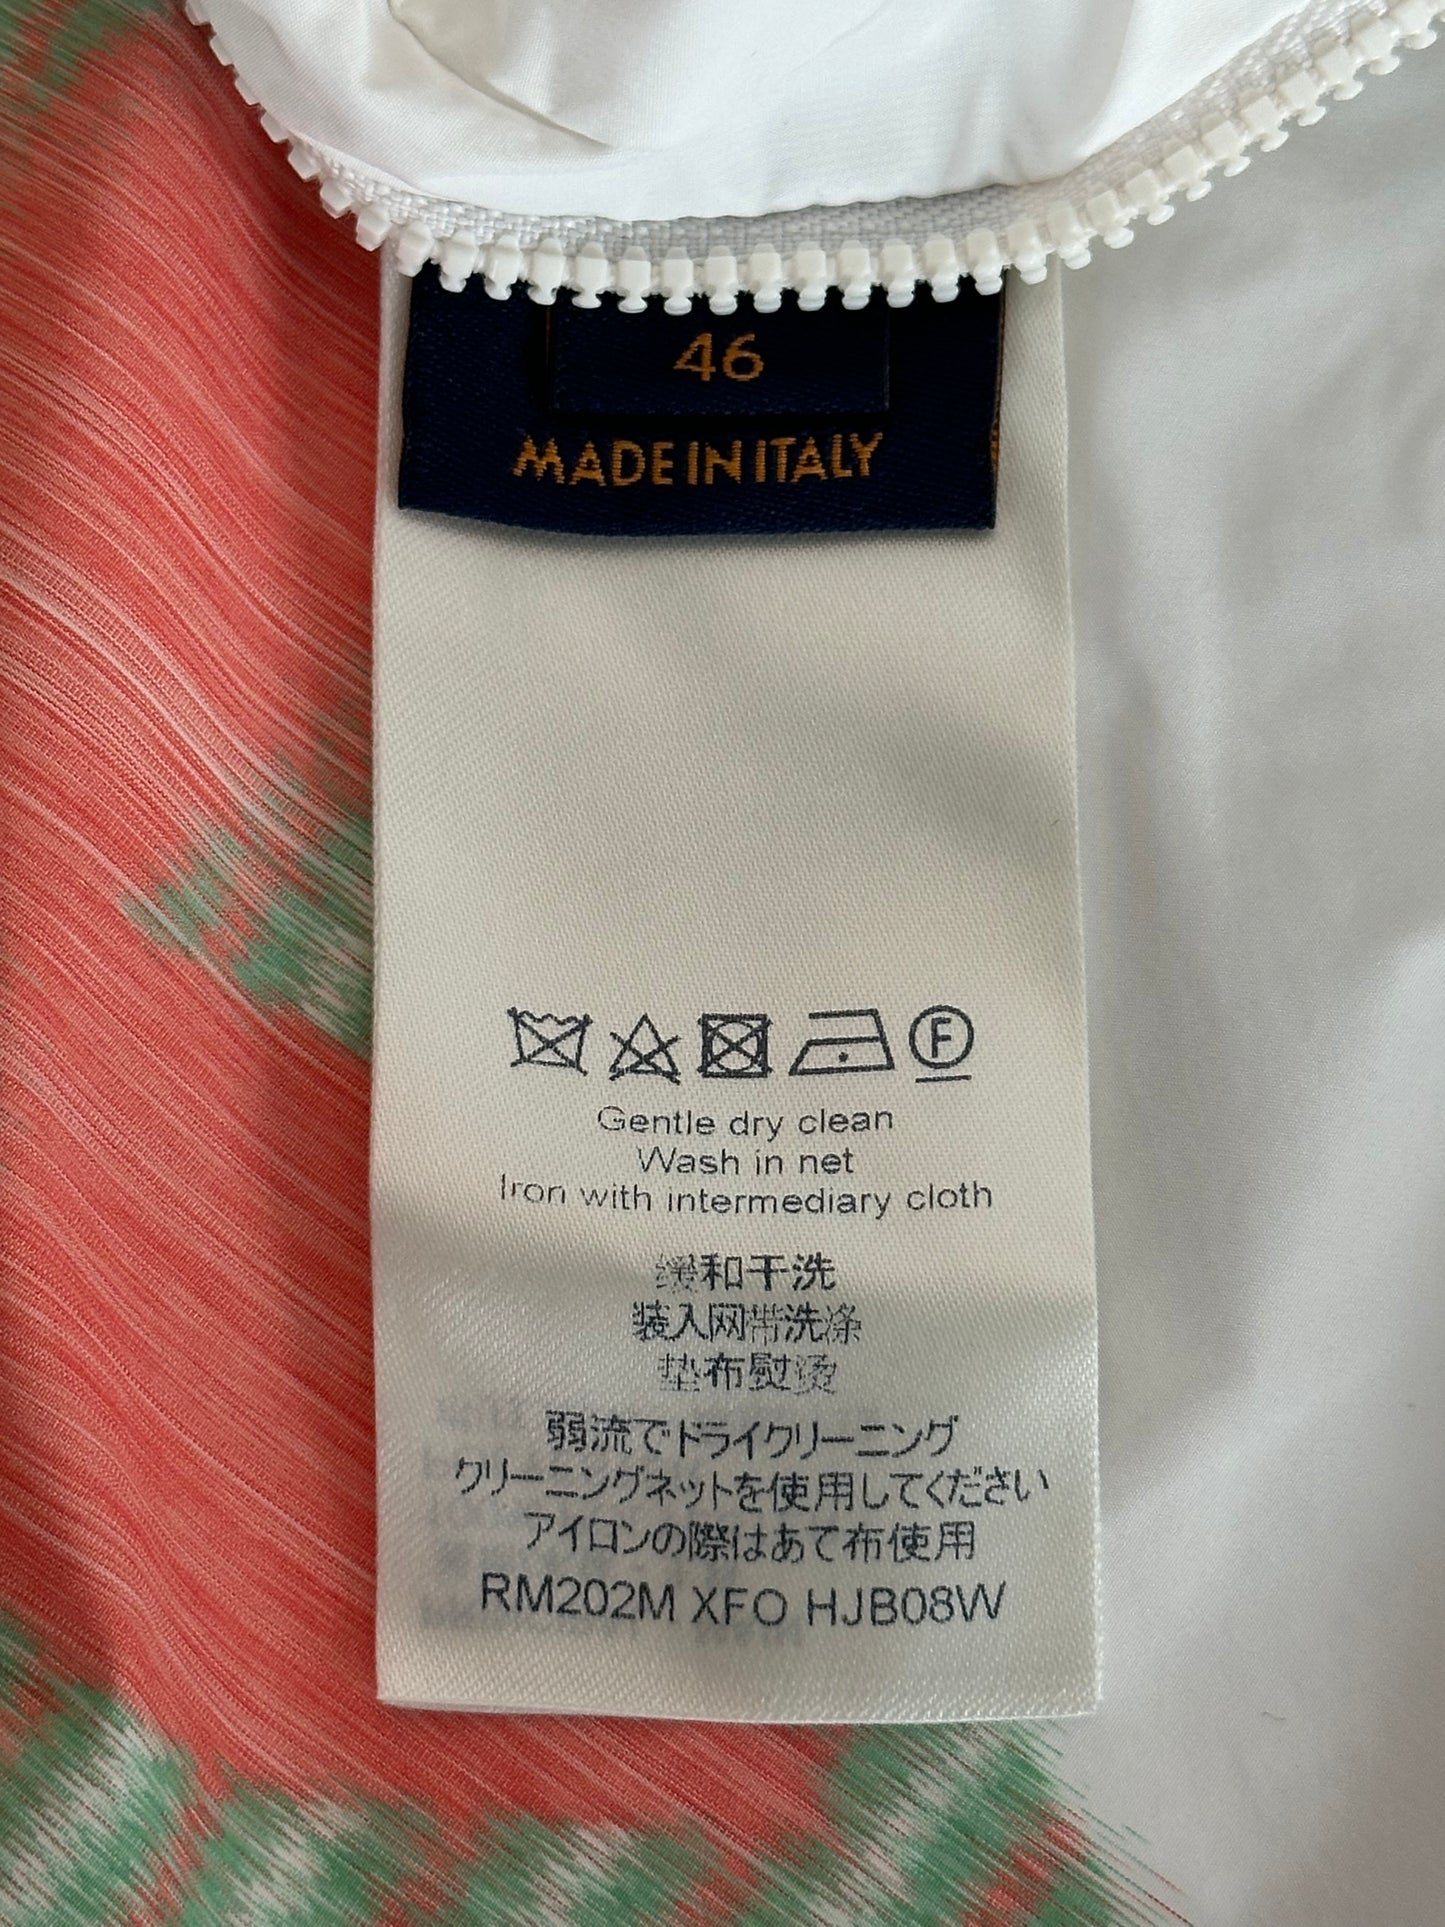 46
MADE IN ITALY
F
Gentle dry clean
Wash in net
Iron with intermediary cloth
缓和干洗
装入网带洗涤
垫布熨烫
弱流でドライクリーニング
クリーニングネットを使用してください
アイロンの際はあて布使用
RM202M XFO HJB08W